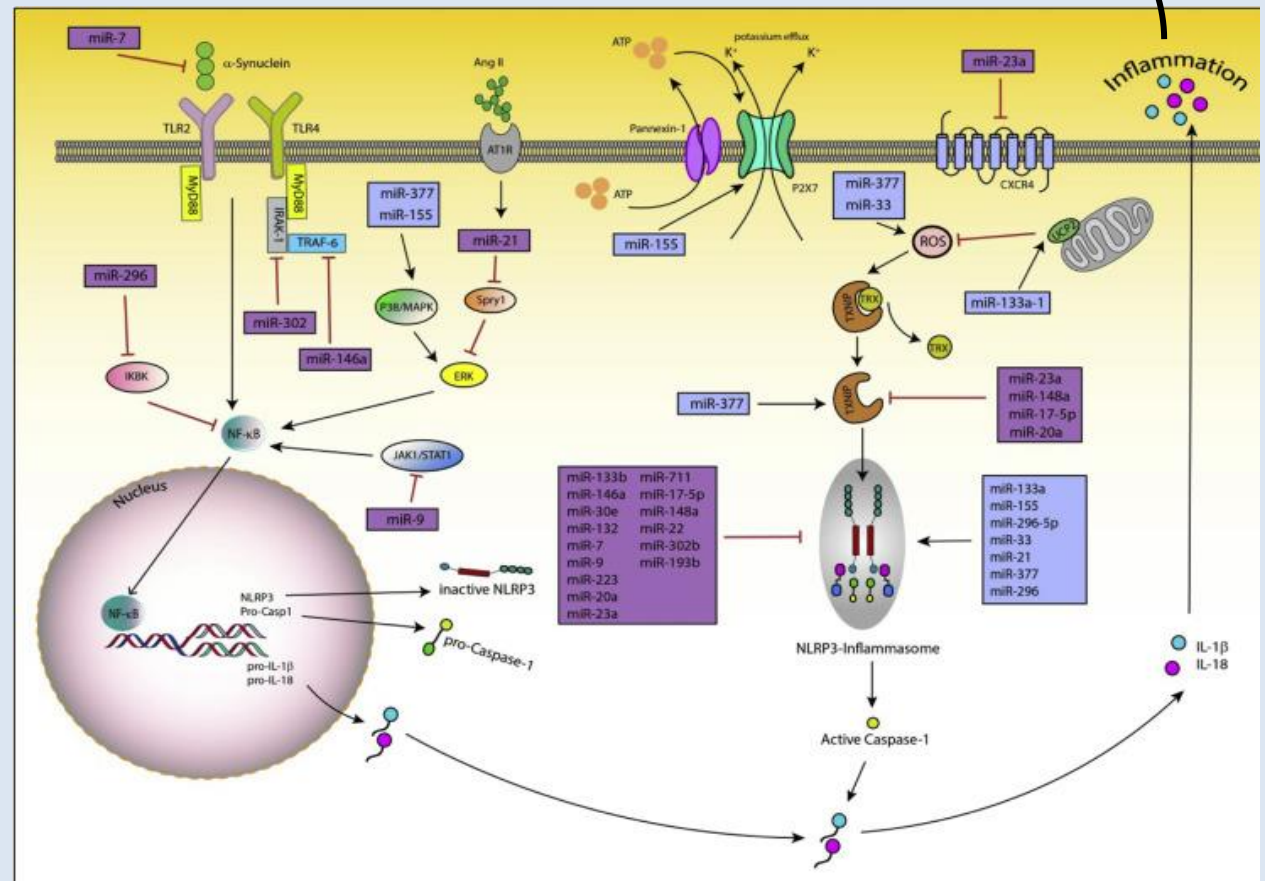 miR-7
α-Synuclein
TLR2
TLR4
MyD88
MyD88
IRAK-1
TRAF-6
miR-296
IKBK
miR-302
miR-146a
NF-κB
Ang II
AT1R
miR-377
miR-155
miR-21
P38/MAPK
Spry1
ERK
JAK1/STAT1
miR-9
ATP
potassium efflux
K⁺
K⁺
Pannexin-1
ATP
P2X7
miR-155
miR-23a
CXCR4
miR-377
miR-33
ROS
UCP2
miR-133a-1
TXNIP
TRX
TRX
miR-377
TXNIP
miR-23a
miR-148a
miR-17-5p
miR-20a
miR-133b miR-711
miR-146a miR-17-5p
miR-30e miR-148a
miR-132 miR-22
miR-7 miR-302b
miR-9 miR-193b
miR-223
miR-20a
miR-23a
miR-133a
miR-155
miR-296-5p
miR-33
miR-21
miR-377
miR-296
NLRP3-Inflammasome
Active Caspase-1
Nucleus
NF-κB
NLRP3
Pro-Casp1
pro-IL-1β
pro-IL-18
inactive NLRP3
pro-Caspase-1
IL-1β
IL-18
Inflammation